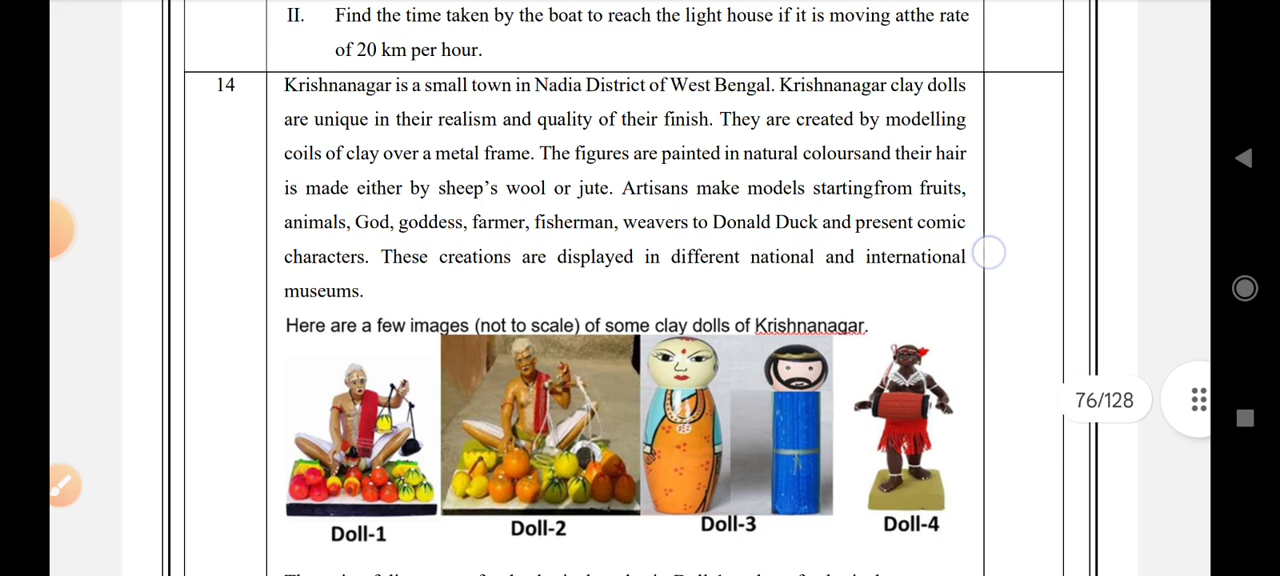 II. Find the time taken by the boat to reach the light house if it is moving atthe rate
of 20 km per hour.
14 Krishnanagar is a small town in Nadia District of West Bengal. Krishnanagar clay dolls
are unique in their realism and quality of their finish. They are created by modelling
coils of clay over a metal frame. The figures are painted in natural coloursand their hair
is made either by sheep’s wool or jute. Artisans make models startingfrom fruits,
animals, God, goddess, farmer, fisherman, weavers to Donald Duck and present comic
characters. These creations are displayed in different national and international
museums.
Here are a few images (not to scale) of some clay dolls of Krishnanagar.
76/128
Doll-1 Doll-2 Doll-3 Doll-4